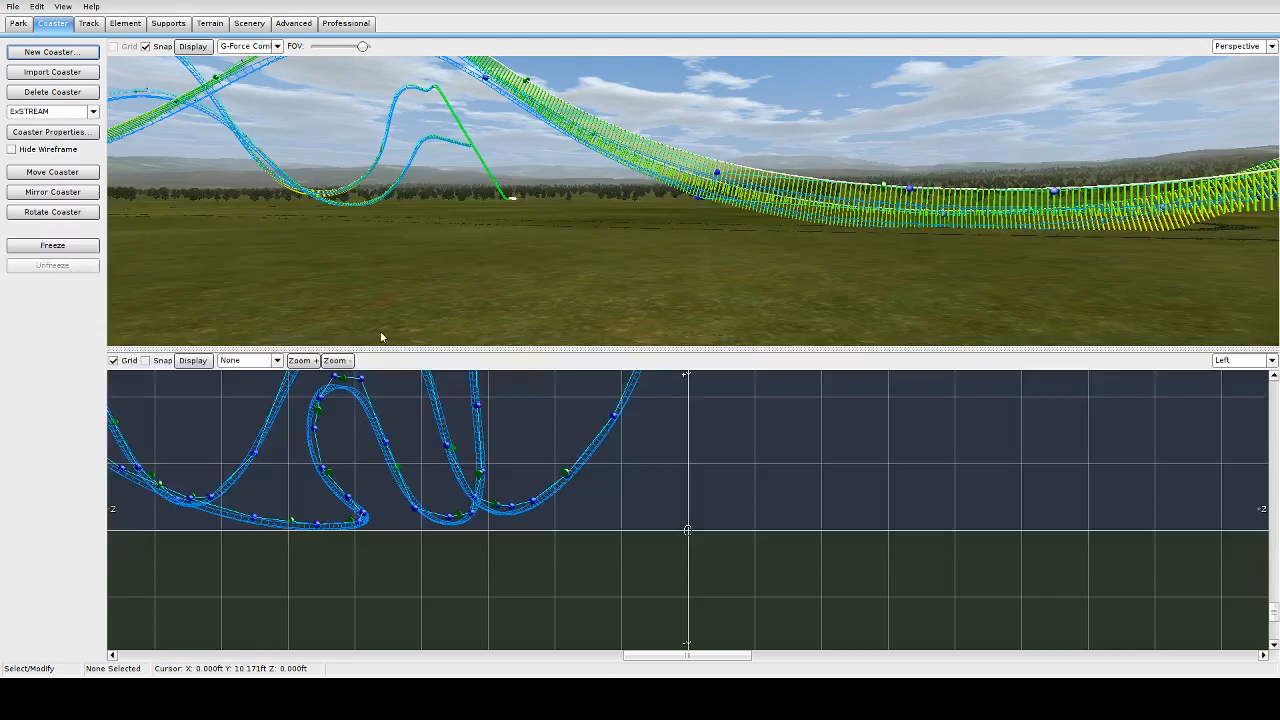 File Edit View Help
Park Coaster Track Element Supports Terrain Scenery Advanced Professional
New Coaster...
Import Coaster
Delete Coaster
ExSTREAM
Coaster Properties...
Hide Wireframe
Move Coaster
Mirror Coaster
Rotate Coaster
Freeze
Unfreeze
Grid Snap Display G-Force Com FOV: Perspective
Grid Snap Display None Zoom + Zoom - Left
+Y
-Z +Z
-Y
Select/Modify None Selected Cursor: X: 0.000ft Y: 10.171ft Z: 0.000ft